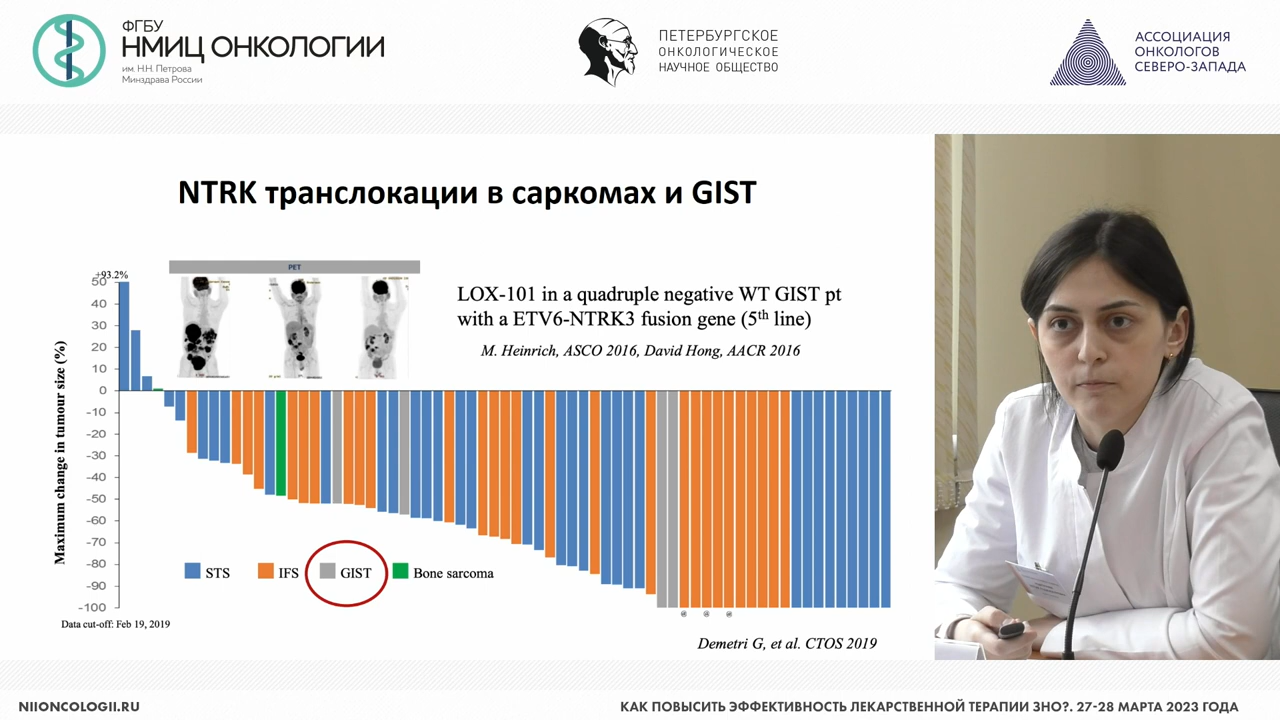 ФГБУ
НМИЦ ОНКОЛОГИИ
им. Н.Н. Петрова
Минздрава России
ПЕТЕРБУРГСКОЕ
ОНКОЛОГИЧЕСКОЕ
НАУЧНОЕ ОБЩЕСТВО
АССОЦИАЦИЯ
ОНКОЛОГОВ
СЕВЕРО-ЗАПАДА
NTRK транслокации в саркомах и GIST
PET
LOX-101 in a quadruple negative WT GIST pt
with a ETV6-NTRK3 fusion gene (5th line)
M. Heinrich, ASCO 2016, David Hong, AACR 2016
+93.2%
50
40
30
20
10
0
-10
-20
-30
-40
-50
-60
-70
-80
-90
-100
Maximum change in tumour size (%)
STS
IFS
GIST
Bone sarcoma
Data cut-off: Feb 19, 2019
Demetri G, et al. CTOS 2019
NIIONCOLOGII.RU
КАК ПОВЫСИТЬ ЭФФЕКТИВНОСТЬ ЛЕКАРСТВЕННОЙ ТЕРАПИИ ЗНО?. 27-28 МАРТА 2023 ГОДА